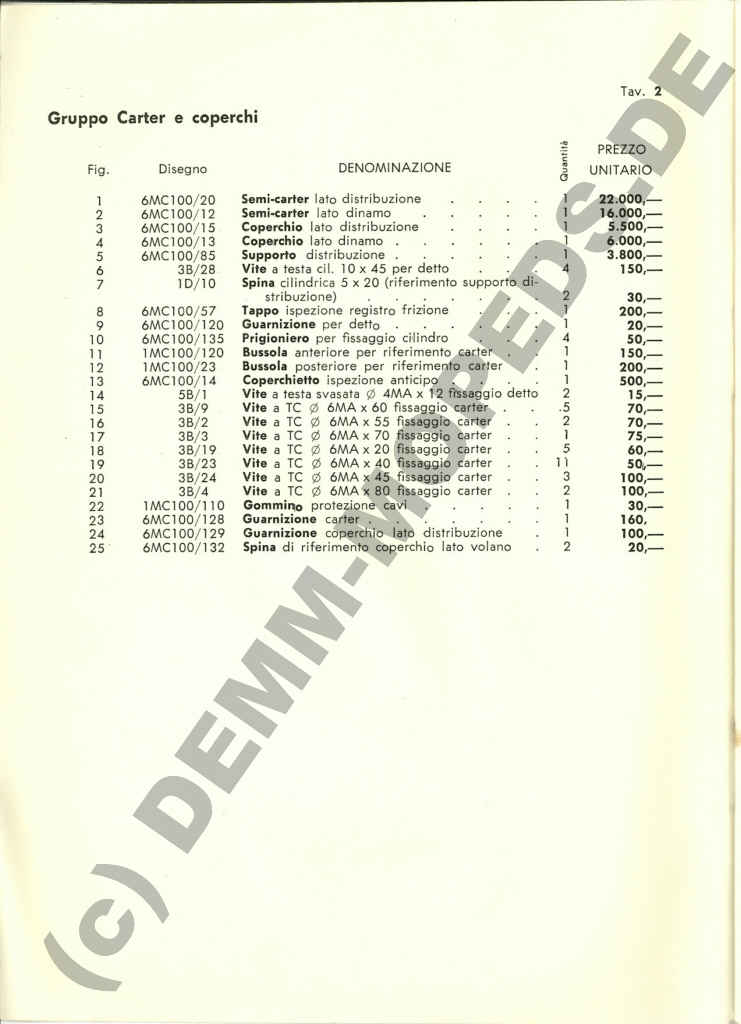 Tav. 2
Gruppo Carter e coperchi
Fig. Disegno DENOMINAZIONE Quantità PREZZO UNITARIO
1 6MC100/20 Semi-carter lato distribuzione . . . . 1 22.000,—
2 6MC100/12 Semi-carter lato dinamo . . . . . 1 16.000,—
3 6MC100/15 Coperchio lato distribuzione . . . . 1 5.500,—
4 6MC100/13 Coperchio lato dinamo . . . . . . 1 6.000,—
5 6MC100/85 Supporto distribuzione . . . . . . 1 3.800,—
6 3B/28 Vite a testa cil. 10 x 45 per detto . . . 4 150,—
7 1D/10 Spina cilindrica 5 x 20 (riferimento supporto di-
stribuzione) . . . . . . . 2 30,—
8 6MC100/57 Tappo ispezione registro frizione . . . 1 200,—
9 6MC100/120 Guarnizione per detto . . . . . . 1 20,—
10 6MC100/135 Prigioniero per fissaggio cilindro . . . 4 50,—
11 1MC100/120 Bussola anteriore per riferimento carter . . 1 150,—
12 1MC100/23 Bussola posteriore per riferimento carter . 1 200,—
13 6MC100/14 Coperchietto ispezione anticipo . . . 1 500,—
14 5B/1 Vite a testa svasata ∅ 4MA x 12 fissaggio detto 2 15,—
15 3B/9 Vite a TC ∅ 6MA x 60 fissaggio carter . . 5 70,—
16 3B/2 Vite a TC ∅ 6MA x 55 fissaggio carter . . 2 70,—
17 3B/3 Vite a TC ∅ 6MA x 70 fissaggio carter . . 1 75,—
18 3B/19 Vite a TC ∅ 6MA x 20 fissaggio carter . . 5 60,—
19 3B/23 Vite a TC ∅ 6MA x 40 fissaggio carter . . 11 50,—
20 3B/24 Vite a TC ∅ 6MA x 45 fissaggio carter . . 3 100,—
21 3B/4 Vite a TC ∅ 6MA x 80 fissaggio carter . . 2 100,—
22 1MC100/110 Gommino protezione cavi . . . . . 1 30,—
23 6MC100/128 Guarnizione carter . . . . . . . 1 160,
24 6MC100/129 Guarnizione coperchio lato distribuzione . 1 100,—
25 6MC100/132 Spina di riferimento coperchio lato volano . 2 20,—
(c) DEMM-MOPEDS.DE